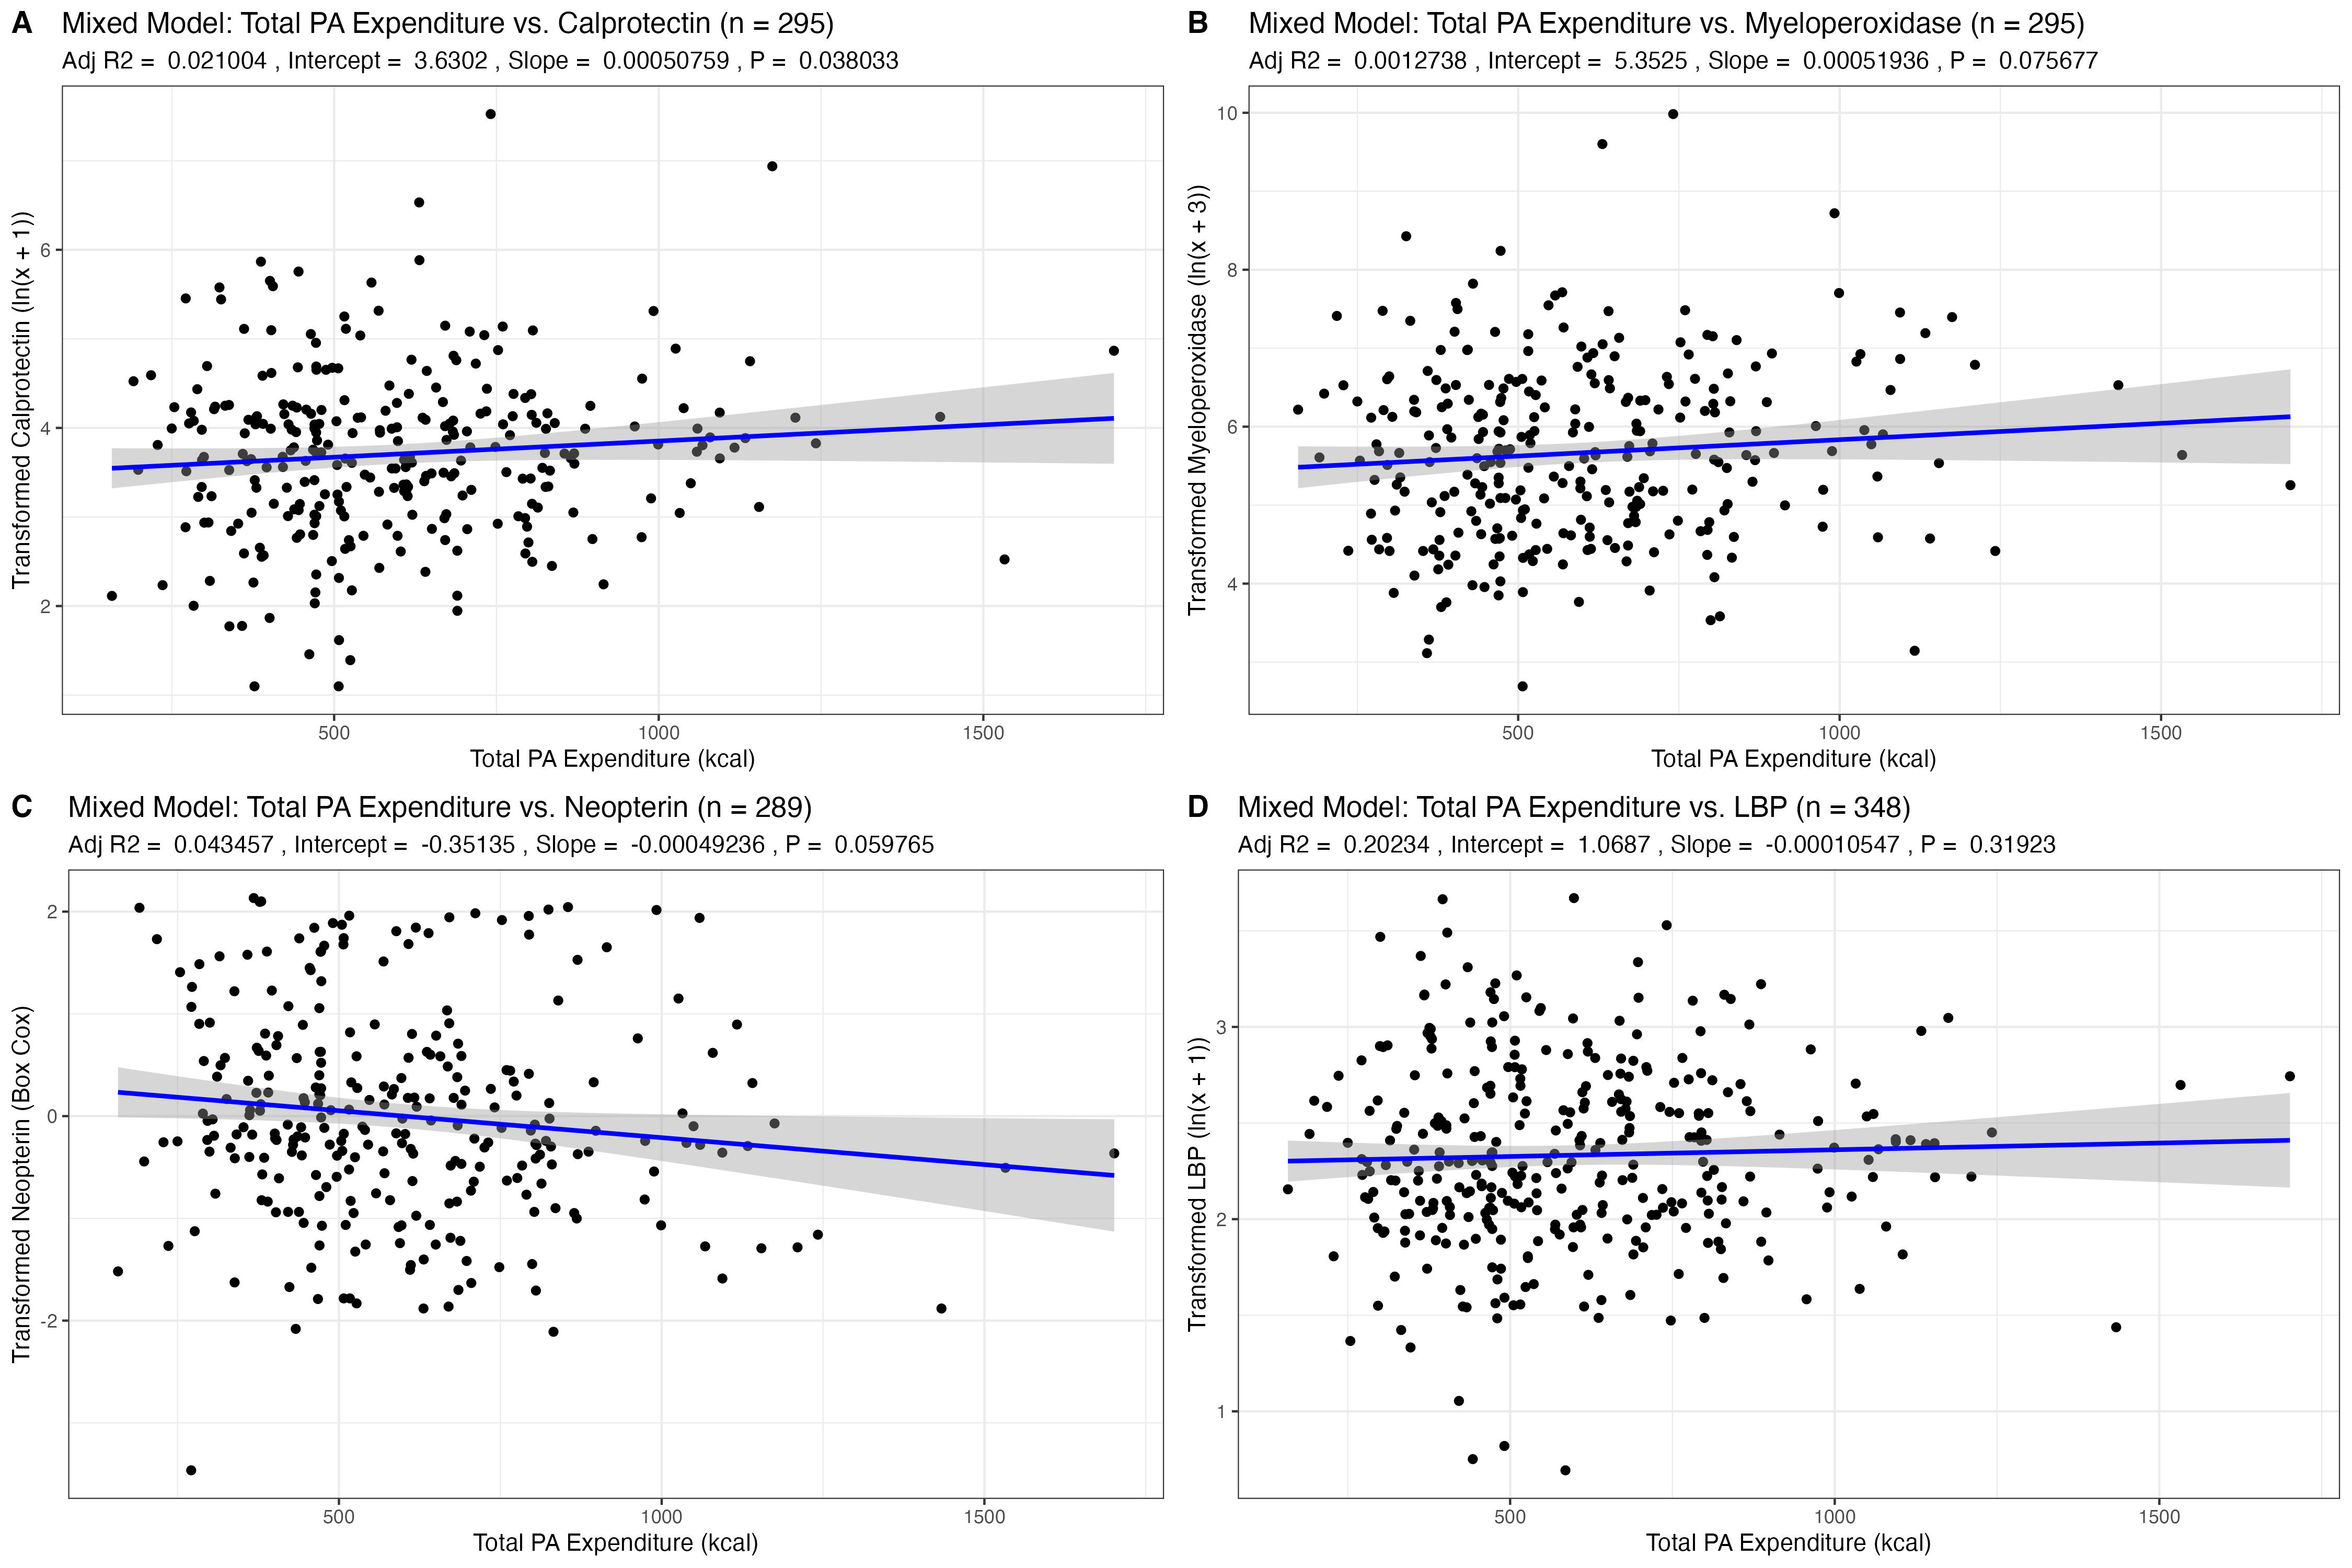 A Mixed Model: Total PA Expenditure vs. Calprotectin (n = 295)
Adj R2 = 0.021004 , Intercept = 3.6302 , Slope = 0.00050759 , P = 0.038033
Transformed Calprotectin (ln(x + 1))
6
4
2
500 1000 1500
Total PA Expenditure (kcal)
B Mixed Model: Total PA Expenditure vs. Myeloperoxidase (n = 295)
Adj R2 = 0.0012738 , Intercept = 5.3525 , Slope = 0.00051936 , P = 0.075677
Transformed Myeloperoxidase (ln(x + 3))
10
8
6
4
500 1000 1500
Total PA Expenditure (kcal)
C Mixed Model: Total PA Expenditure vs. Neopterin (n = 289)
Adj R2 = 0.043457 , Intercept = -0.35135 , Slope = -0.00049236 , P = 0.059765
Transformed Neopterin (Box Cox)
2
0
-2
500 1000 1500
Total PA Expenditure (kcal)
D Mixed Model: Total PA Expenditure vs. LBP (n = 348)
Adj R2 = 0.20234 , Intercept = 1.0687 , Slope = -0.00010547 , P = 0.31923
Transformed LBP (ln(x + 1))
3
2
1
500 1000 1500
Total PA Expenditure (kcal)